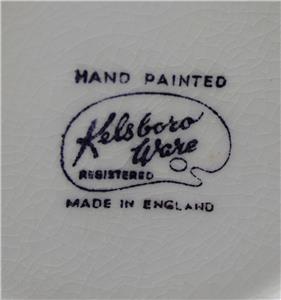 HAND PAINTED
Kelsboro
Ware
REGISTERED
MADE IN ENGLAND